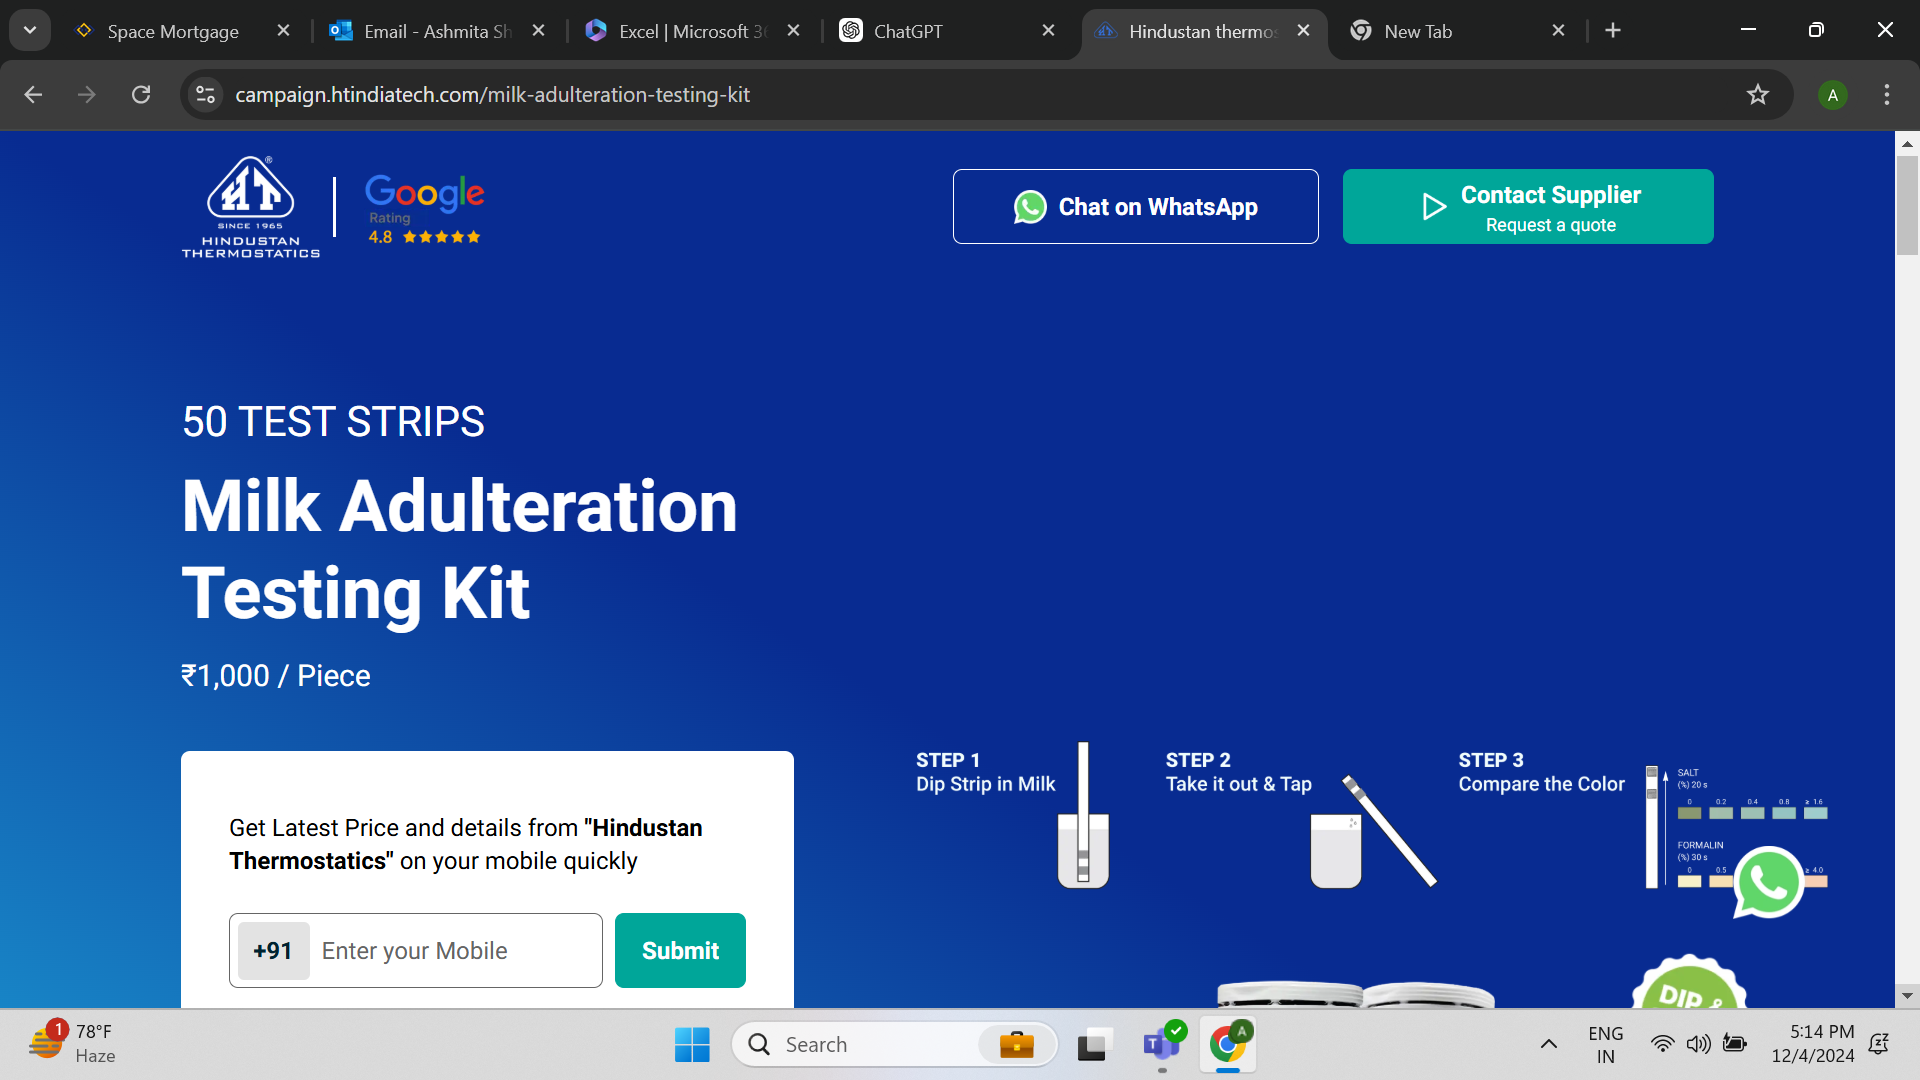 Space Mortgage
Email - Ashmita Sh
Excel | Microsoft 36
ChatGPT
Hindustan thermos
New Tab
campaign.htindiatech.com/milk-adulteration-testing-kit
A
HT
®
SINCE 1965
HINDUSTAN
THERMOSTATICS
Google
Rating
4.8
Chat on WhatsApp
Contact Supplier
Request a quote
50 TEST STRIPS
Milk Adulteration
Testing Kit
₹1,000 / Piece
Get Latest Price and details from "Hindustan
Thermostatics" on your mobile quickly
+91 Enter your Mobile
Submit
STEP 1
Dip Strip in Milk
STEP 2
Take it out & Tap
STEP 3
Compare the Color
SALT
(%) 20 s
0 0.2 0.4 0.8 ≥ 1.6
FORMALIN
(%) 30 s
0 0.5 ≥ 4.0
DIP &
1
78°F
Haze
Search
T
A
ENG
IN
5:14 PM
12/4/2024